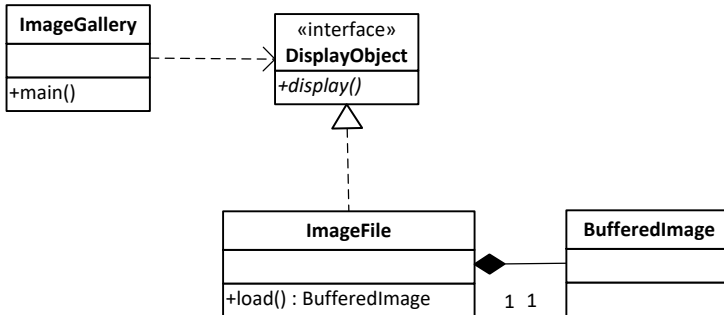 ImageGallery
+main()
«interface»
DisplayObject
+display()
ImageFile
+load() : BufferedImage
1 1
BufferedImage